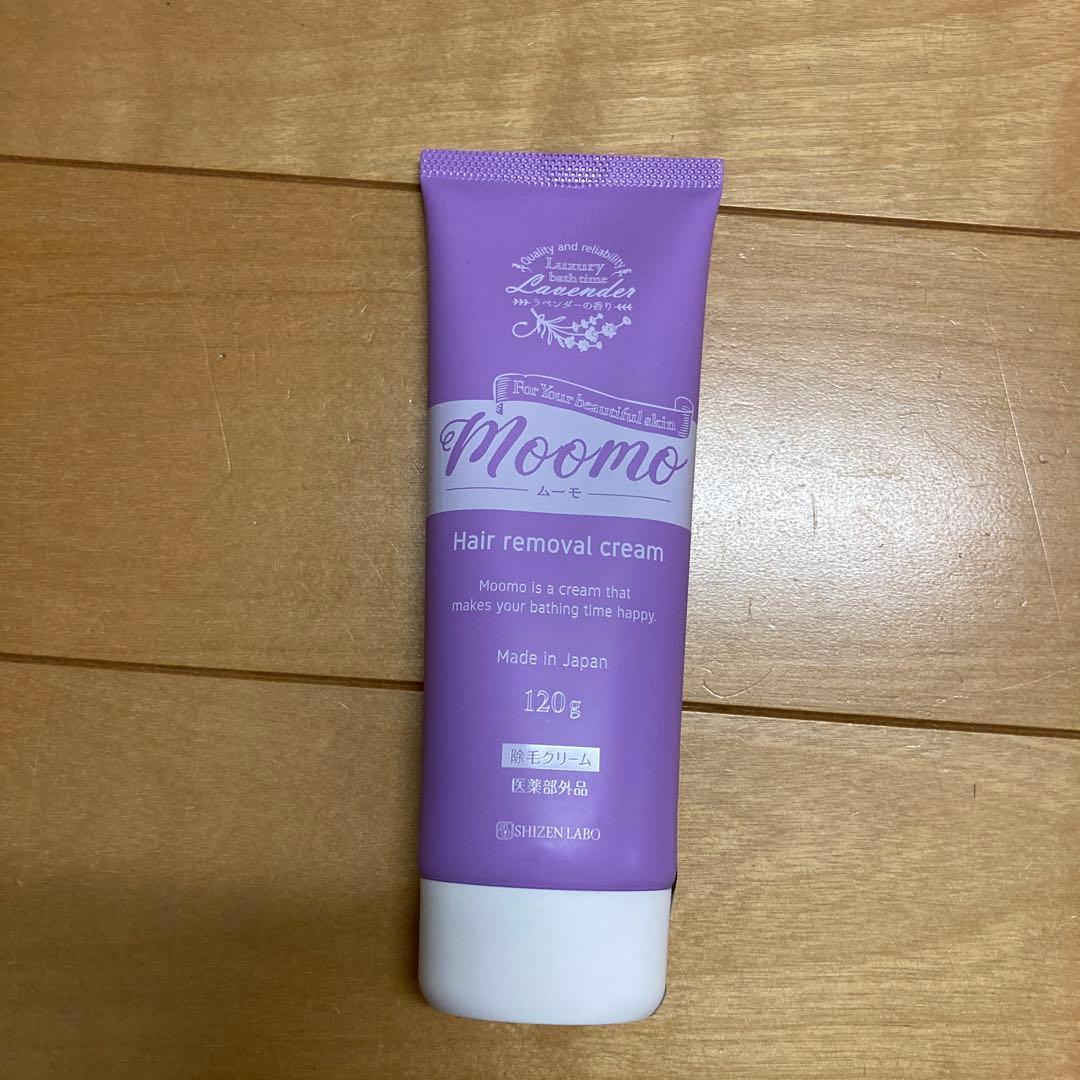 Quality and reliability
Luxury
bath time
Lavender
ラベンダーの香り
For Your beautiful skin
Moomo
ムーモ
Hair removal cream
Moomo is a cream that
makes your bathing time happy.
Made in Japan
120g
除毛クリーム
医薬部外品
SHIZEN LABO